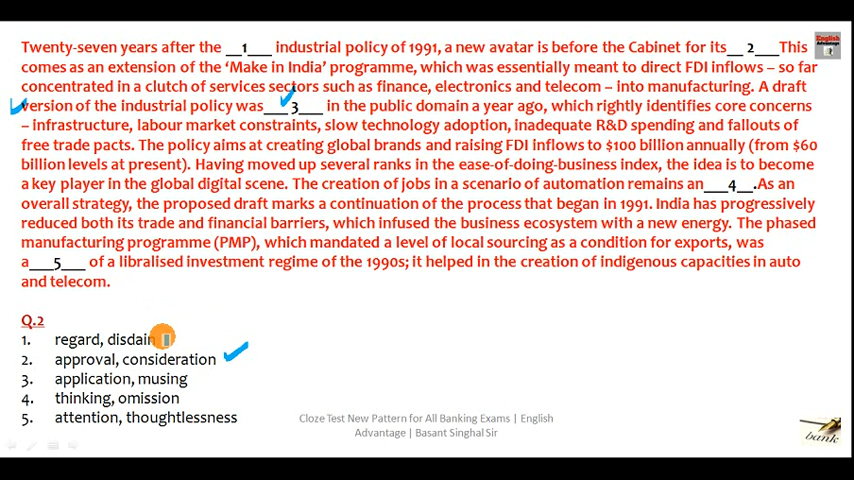 English
Advantage
Twenty-seven years after the __1___ industrial policy of 1991, a new avatar is before the Cabinet for its__ 2___This
comes as an extension of the ‘Make in India’ programme, which was essentially meant to direct FDI inflows – so far
concentrated in a clutch of services sectors such as finance, electronics and telecom – into manufacturing. A draft
version of the industrial policy was___ 3___ in the public domain a year ago, which rightly identifies core concerns
– infrastructure, labour market constraints, slow technology adoption, inadequate R&D spending and fallouts of
free trade pacts. The policy aims at creating global brands and raising FDI inflows to $100 billion annually (from $60
billion levels at present). Having moved up several ranks in the ease-of-doing-business index, the idea is to become
a key player in the global digital scene. The creation of jobs in a scenario of automation remains an___4__.As an
overall strategy, the proposed draft marks a continuation of the process that began in 1991. India has progressively
reduced both its trade and financial barriers, which infused the business ecosystem with a new energy. The phased
manufacturing programme (PMP), which mandated a level of local sourcing as a condition for exports, was
a___5___ of a libralised investment regime of the 1990s; it helped in the creation of indigenous capacities in auto
and telecom.
Q.2
1. regard, disdain
2. approval, consideration
3. application, musing
4. thinking, omission
5. attention, thoughtlessness
Cloze Test New Pattern for All Banking Exams | English
Advantage | Basant Singhal Sir
bank